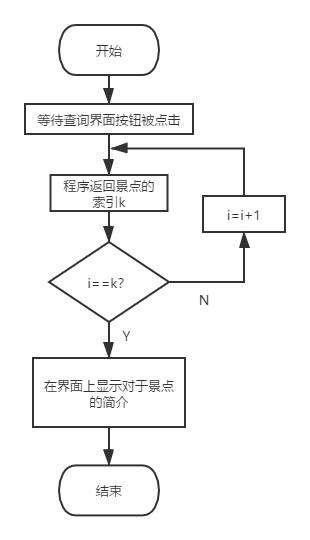 开始
等待查询界面按钮被点击
程序返回景点的
索引k
i=i+1
i==k?
N
Y
在界面上显示对于景点
的简介
结束